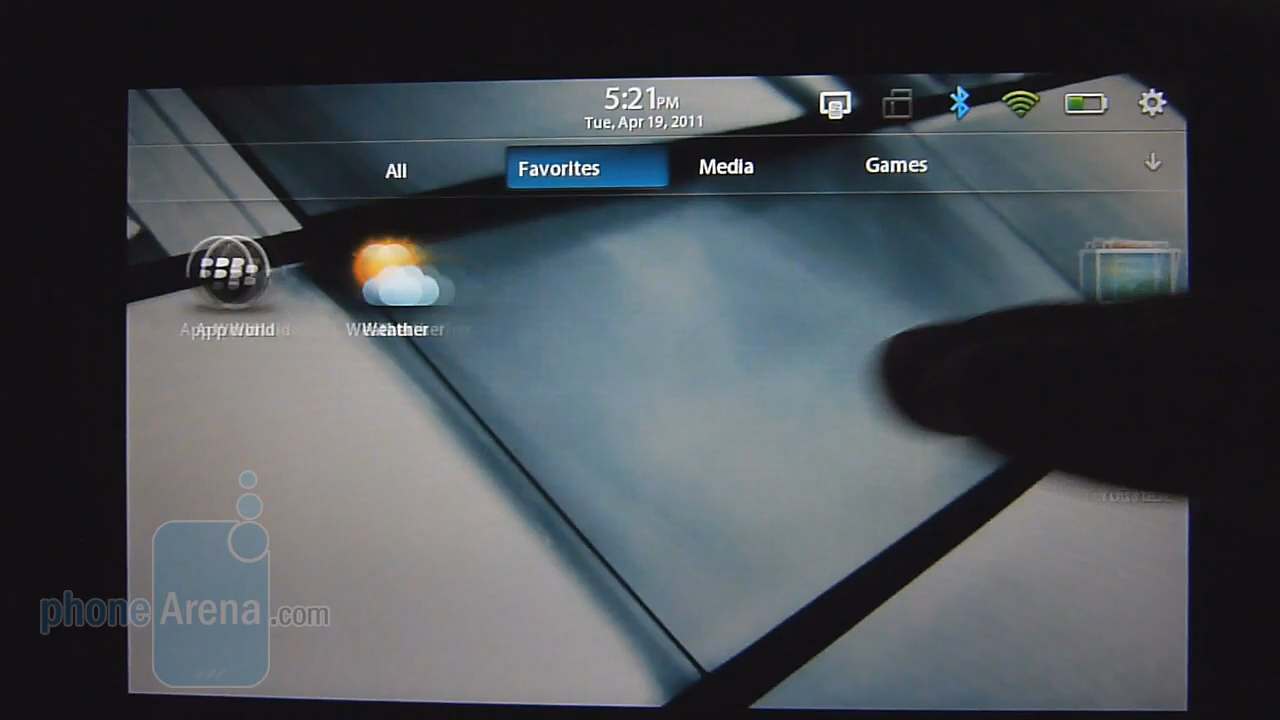 5:21PM
Tue, Apr 19, 2011
All
Favorites
Media
Games
App World
Weather
phoneArena.com